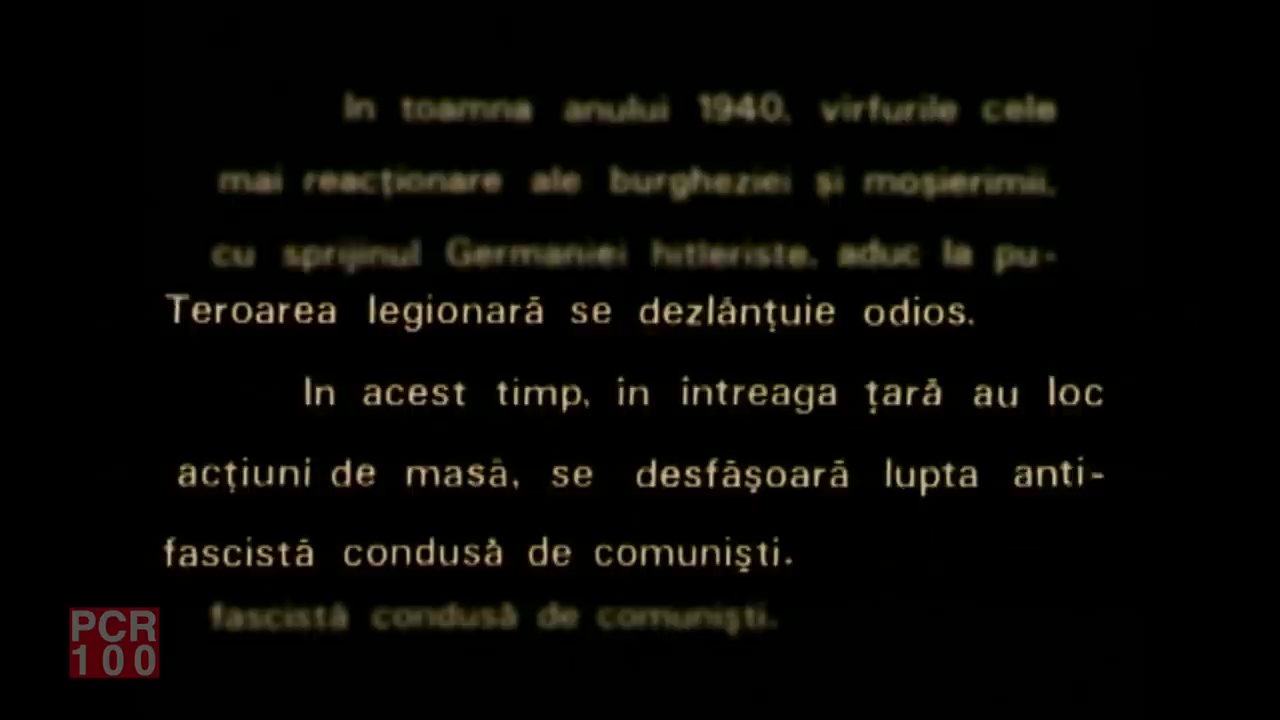 In toamna anului 1940, vîrfurile cele
mai reacționare ale burgheziei și moșierimii,
cu sprijinul Germaniei hitleriste, aduc la pu-
Teroarea legionară se dezlănțuie odios.
In acest timp, in întreaga țară au loc
acțiuni de masă, se desfășoară lupta anti-
fascistă condusă de comuniști.
fascistă condusă de comuniști.
PCR
100